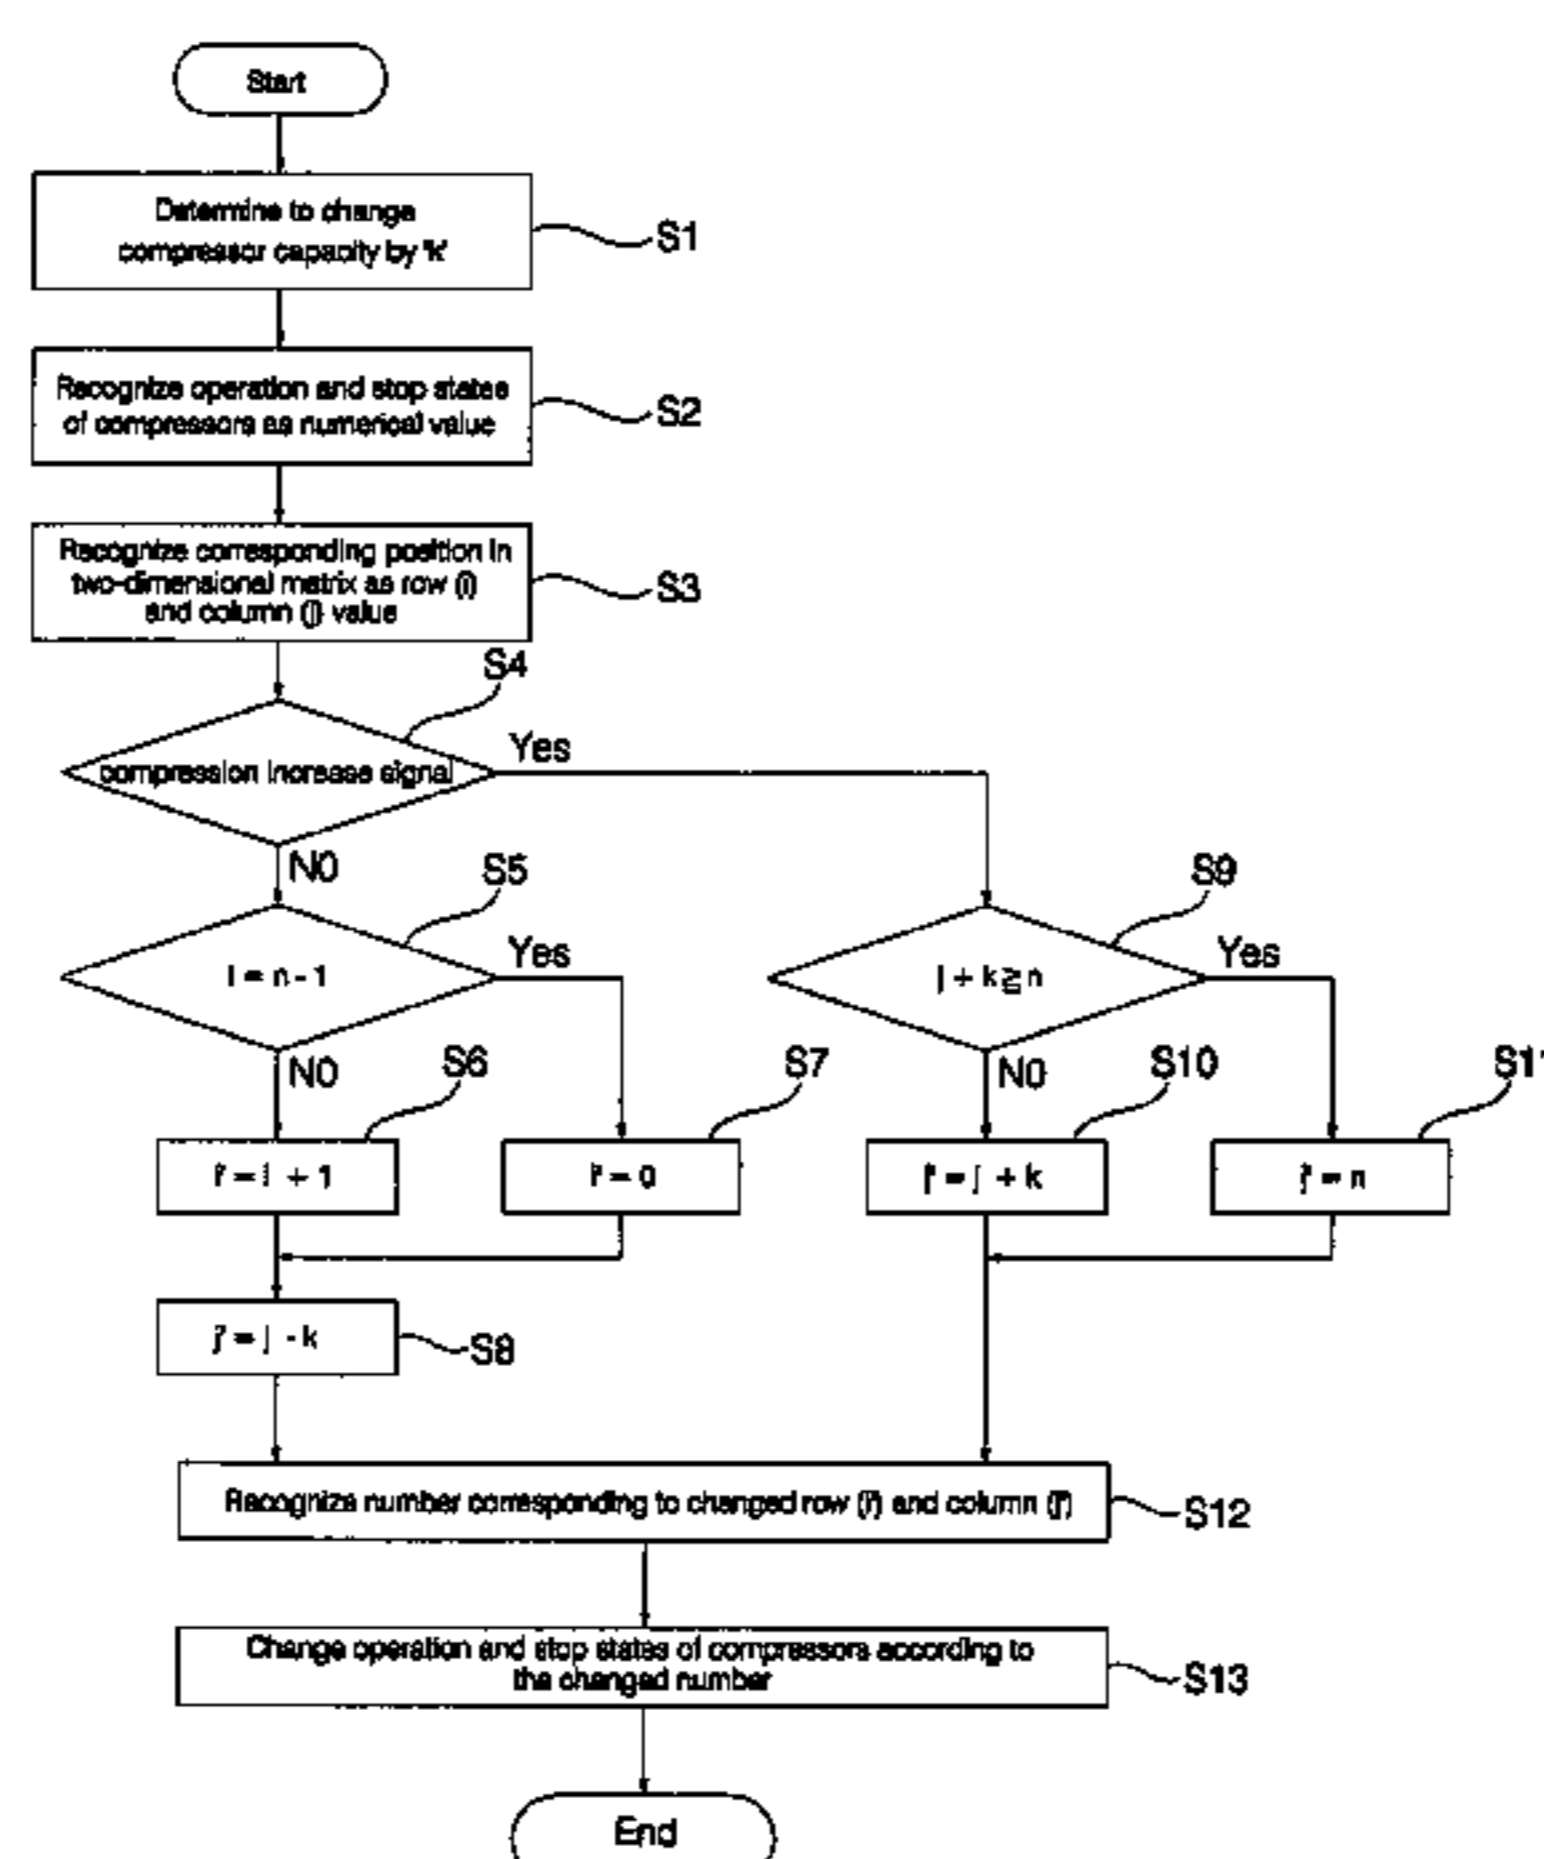 Start
Determine to change
compressor capacity by 'k'
S1
Recognize operation and stop states
of compressors as numerical value
S2
Recognize corresponding position in
two-dimensional matrix as row (i)
and column (j) value
S3
S4
compression increase signal
Yes
N0
S5
i = n - 1
Yes
N0
S9
j + k ≧ n
Yes
N0
S6
i' = i + 1
S7
i' = 0
S10
j' = j + k
S11
j' = n
j' = j - k
S8
Recognize number corresponding to changed row (i') and column (j')
S12
Change operation and stop states of compressors according to
the changed number
S13
End